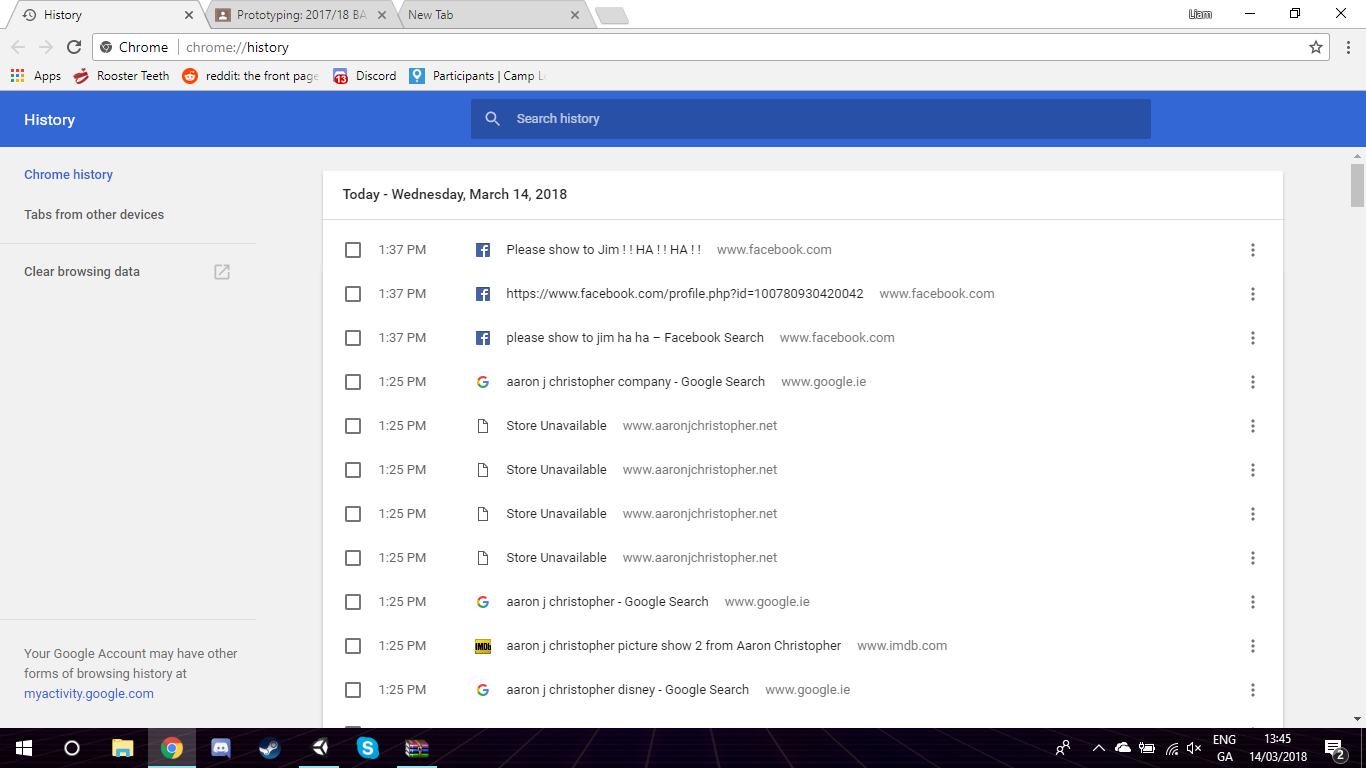 History
Prototyping: 2017/18 BA
New Tab
Liam
Chrome
chrome://history
Apps
Rooster Teeth
reddit: the front page
13
Discord
Participants | Camp L
History
Search history
Chrome history
Tabs from other devices
Clear browsing data
Today - Wednesday, March 14, 2018
1:37 PM Please show to Jim ! ! HA ! ! HA ! ! www.facebook.com
1:37 PM https://www.facebook.com/profile.php?id=100780930420042 www.facebook.com
1:37 PM please show to jim ha ha – Facebook Search www.facebook.com
1:25 PM aaron j christopher company - Google Search www.google.ie
1:25 PM Store Unavailable www.aaronjchristopher.net
1:25 PM Store Unavailable www.aaronjchristopher.net
1:25 PM Store Unavailable www.aaronjchristopher.net
1:25 PM Store Unavailable www.aaronjchristopher.net
1:25 PM aaron j christopher - Google Search www.google.ie
1:25 PM IMDb aaron j christopher picture show 2 from Aaron Christopher www.imdb.com
1:25 PM aaron j christopher disney - Google Search www.google.ie
Your Google Account may have other
forms of browsing history at
myactivity.google.com
ENG
GA
13:45
14/03/2018
2